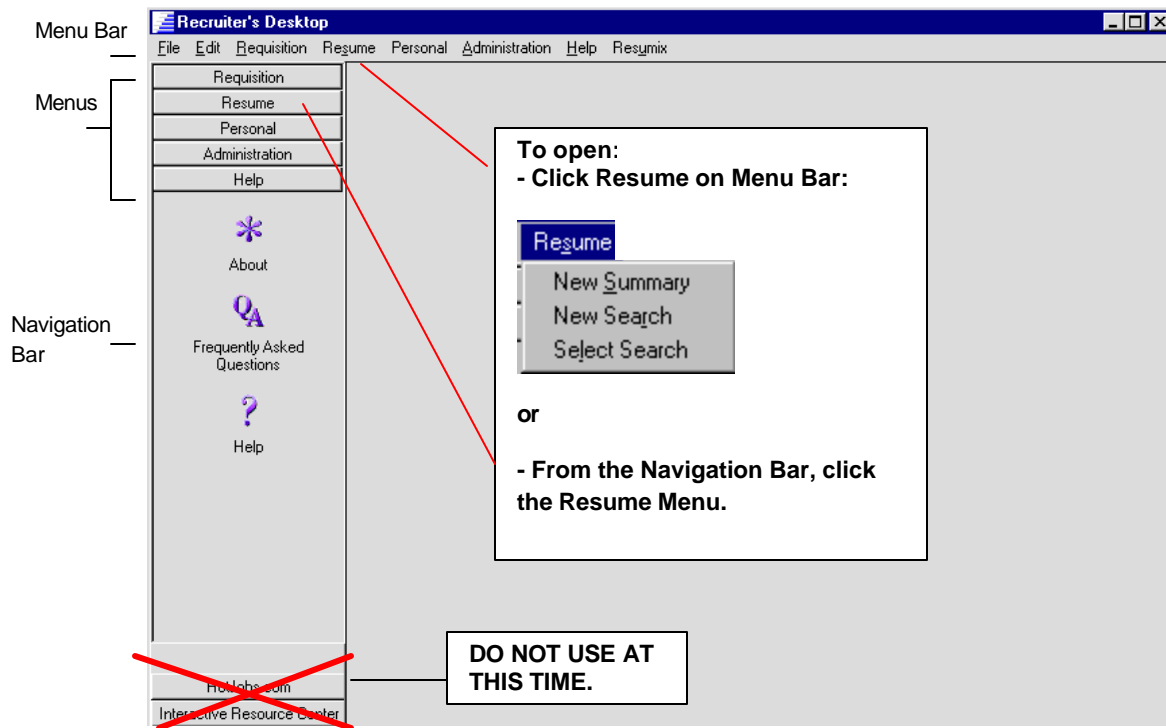 Recruiter's Desktop
Menu Bar
File Edit Requisition Resume Personal Administration Help Resumix
Menus
Requisition
Resume
Personal
Administration
Help
About
Navigation
Bar
QA
Frequently Asked
Questions
?
Help
To open:
- Click Resume on Menu Bar:
Resume
New Summary
New Search
Select Search
or
- From the Navigation Bar, click
the Resume Menu.
DO NOT USE AT
THIS TIME.
HotJobs.com
Interactive Resource Center